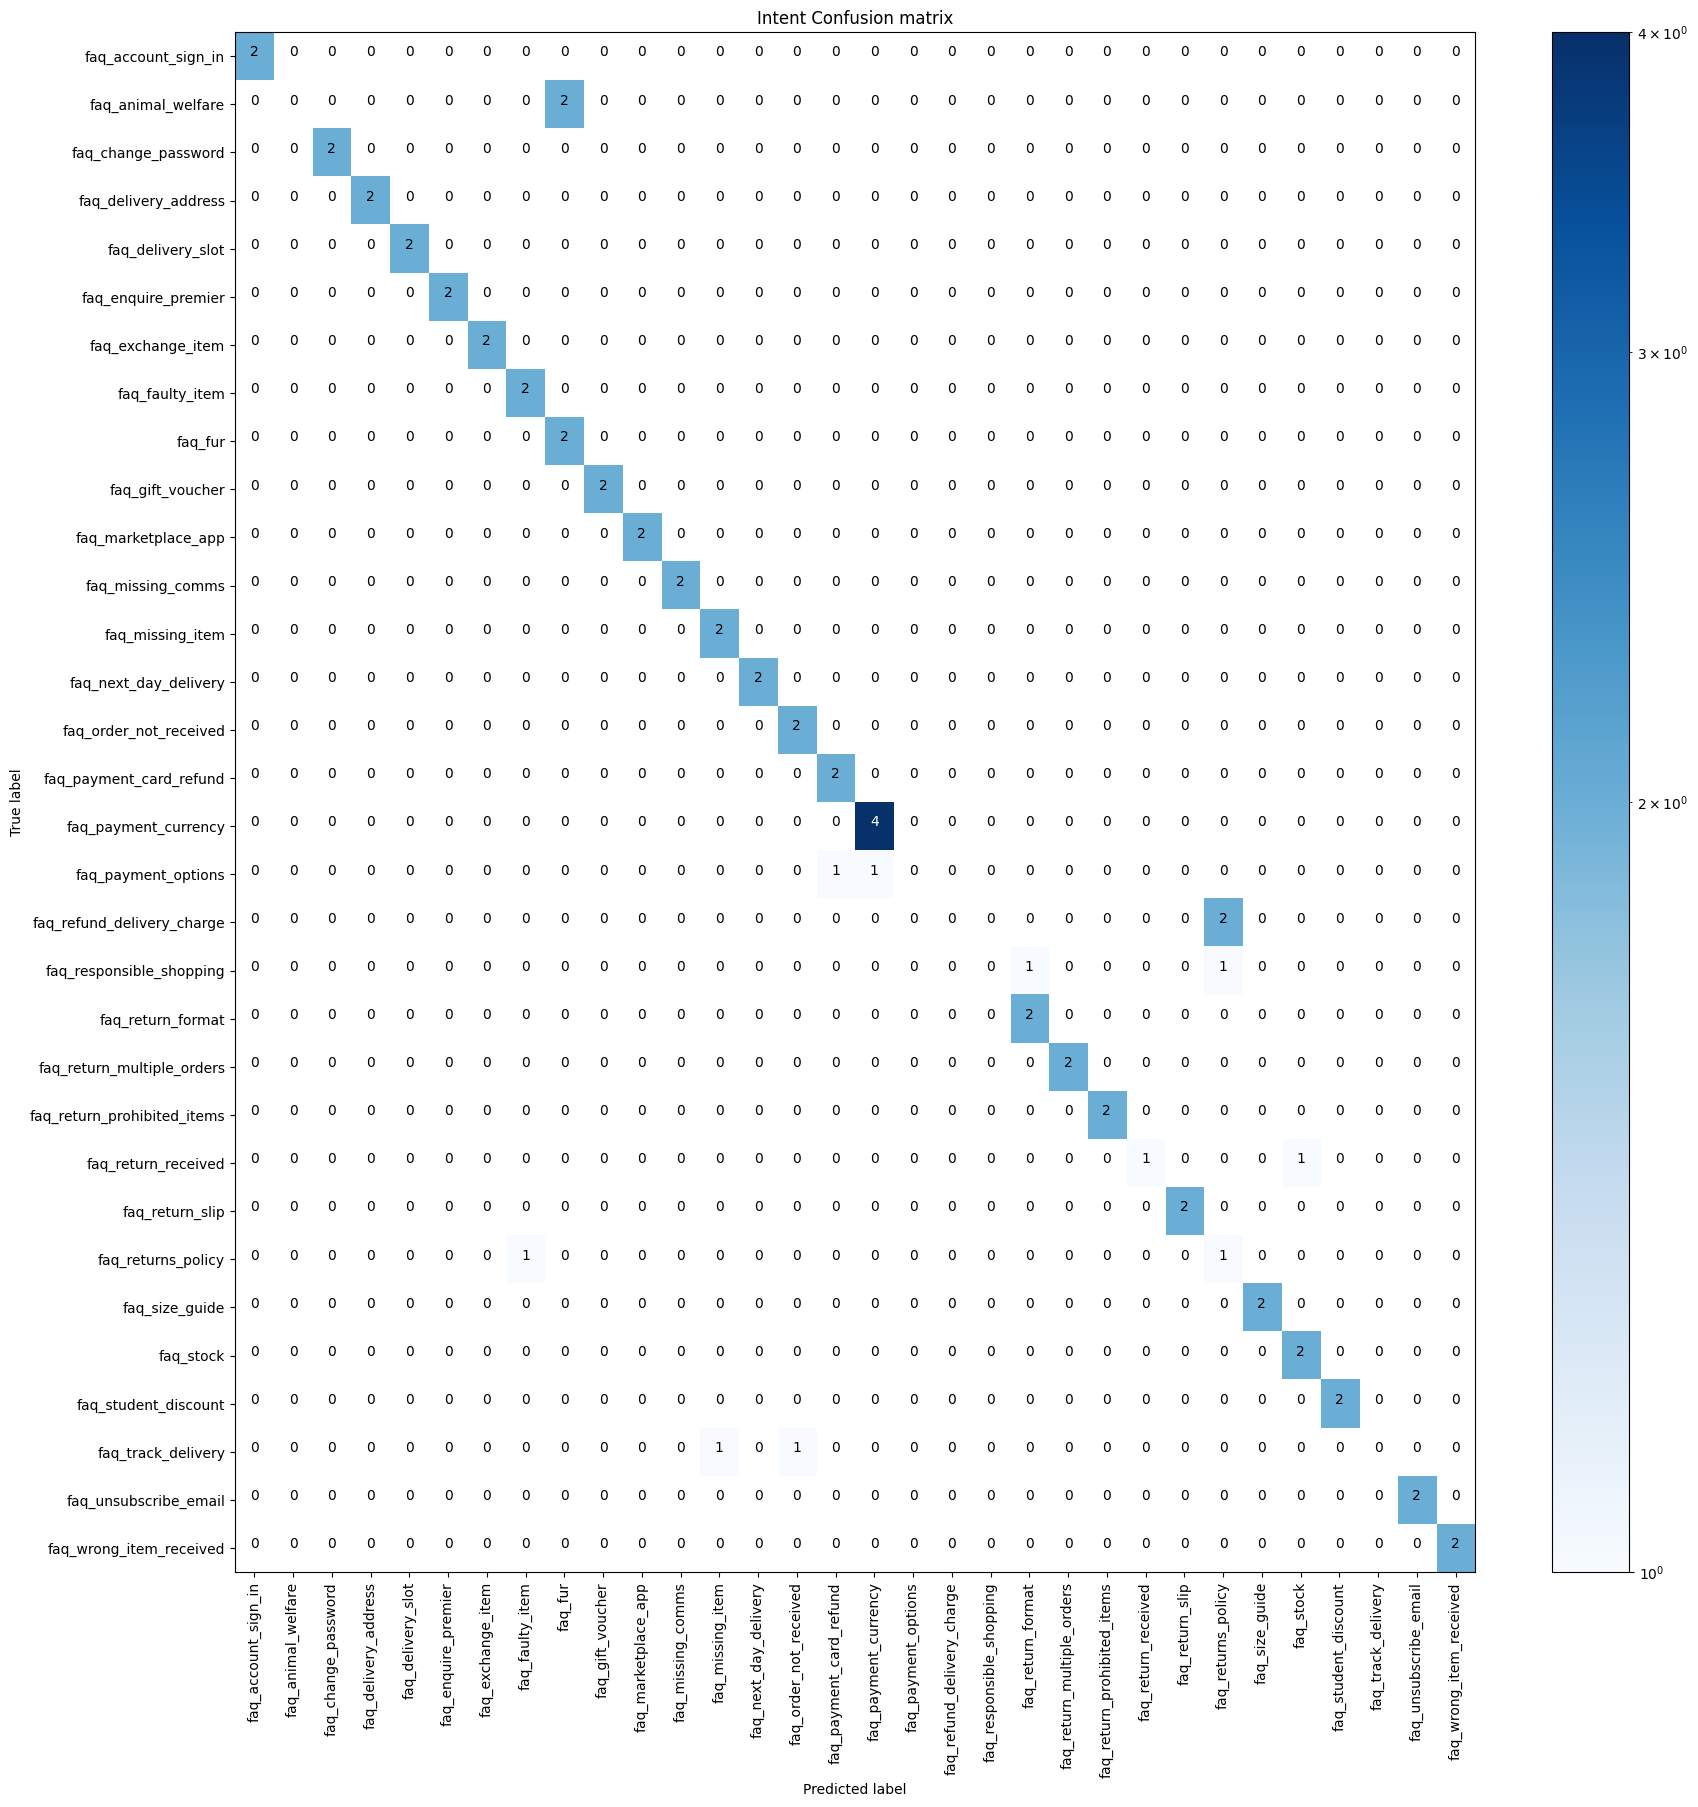 Intent Confusion matrix
faq_account_sign_in 2 0 0 0 0 0 0 0 0 0 0 0 0 0 0 0 0 0 0 0 0 0 0 0 0 0 0 0 0 0 0 0
faq_animal_welfare 0 0 0 0 0 0 0 0 2 0 0 0 0 0 0 0 0 0 0 0 0 0 0 0 0 0 0 0 0 0 0 0
faq_change_password 0 0 2 0 0 0 0 0 0 0 0 0 0 0 0 0 0 0 0 0 0 0 0 0 0 0 0 0 0 0 0 0
faq_delivery_address 0 0 0 2 0 0 0 0 0 0 0 0 0 0 0 0 0 0 0 0 0 0 0 0 0 0 0 0 0 0 0 0
faq_delivery_slot 0 0 0 0 2 0 0 0 0 0 0 0 0 0 0 0 0 0 0 0 0 0 0 0 0 0 0 0 0 0 0 0
faq_enquire_premier 0 0 0 0 0 2 0 0 0 0 0 0 0 0 0 0 0 0 0 0 0 0 0 0 0 0 0 0 0 0 0 0
faq_exchange_item 0 0 0 0 0 0 2 0 0 0 0 0 0 0 0 0 0 0 0 0 0 0 0 0 0 0 0 0 0 0 0 0
faq_faulty_item 0 0 0 0 0 0 0 2 0 0 0 0 0 0 0 0 0 0 0 0 0 0 0 0 0 0 0 0 0 0 0 0
faq_fur 0 0 0 0 0 0 0 0 2 0 0 0 0 0 0 0 0 0 0 0 0 0 0 0 0 0 0 0 0 0 0 0
faq_gift_voucher 0 0 0 0 0 0 0 0 0 2 0 0 0 0 0 0 0 0 0 0 0 0 0 0 0 0 0 0 0 0 0 0
faq_marketplace_app 0 0 0 0 0 0 0 0 0 0 2 0 0 0 0 0 0 0 0 0 0 0 0 0 0 0 0 0 0 0 0 0
faq_missing_comms 0 0 0 0 0 0 0 0 0 0 0 2 0 0 0 0 0 0 0 0 0 0 0 0 0 0 0 0 0 0 0 0
faq_missing_item 0 0 0 0 0 0 0 0 0 0 0 0 2 0 0 0 0 0 0 0 0 0 0 0 0 0 0 0 0 0 0 0
faq_next_day_delivery 0 0 0 0 0 0 0 0 0 0 0 0 0 2 0 0 0 0 0 0 0 0 0 0 0 0 0 0 0 0 0 0
faq_order_not_received 0 0 0 0 0 0 0 0 0 0 0 0 0 0 2 0 0 0 0 0 0 0 0 0 0 0 0 0 0 0 0 0
faq_payment_card_refund 0 0 0 0 0 0 0 0 0 0 0 0 0 0 0 2 0 0 0 0 0 0 0 0 0 0 0 0 0 0 0 0
faq_payment_currency 0 0 0 0 0 0 0 0 0 0 0 0 0 0 0 0 4 0 0 0 0 0 0 0 0 0 0 0 0 0 0 0
faq_payment_options 0 0 0 0 0 0 0 0 0 0 0 0 0 0 0 1 1 0 0 0 0 0 0 0 0 0 0 0 0 0 0 0
faq_refund_delivery_charge 0 0 0 0 0 0 0 0 0 0 0 0 0 0 0 0 0 0 0 0 0 0 0 0 0 2 0 0 0 0 0 0
faq_responsible_shopping 0 0 0 0 0 0 0 0 0 0 0 0 0 0 0 0 0 0 0 0 1 0 0 0 0 1 0 0 0 0 0 0
faq_return_format 0 0 0 0 0 0 0 0 0 0 0 0 0 0 0 0 0 0 0 0 2 0 0 0 0 0 0 0 0 0 0 0
faq_return_multiple_orders 0 0 0 0 0 0 0 0 0 0 0 0 0 0 0 0 0 0 0 0 0 2 0 0 0 0 0 0 0 0 0 0
faq_return_prohibited_items 0 0 0 0 0 0 0 0 0 0 0 0 0 0 0 0 0 0 0 0 0 0 2 0 0 0 0 0 0 0 0 0
faq_return_received 0 0 0 0 0 0 0 0 0 0 0 0 0 0 0 0 0 0 0 0 0 0 0 1 0 0 0 1 0 0 0 0
faq_return_slip 0 0 0 0 0 0 0 0 0 0 0 0 0 0 0 0 0 0 0 0 0 0 0 0 2 0 0 0 0 0 0 0
faq_returns_policy 0 0 0 0 0 0 0 1 0 0 0 0 0 0 0 0 0 0 0 0 0 0 0 0 0 1 0 0 0 0 0 0
faq_size_guide 0 0 0 0 0 0 0 0 0 0 0 0 0 0 0 0 0 0 0 0 0 0 0 0 0 0 2 0 0 0 0 0
faq_stock 0 0 0 0 0 0 0 0 0 0 0 0 0 0 0 0 0 0 0 0 0 0 0 0 0 0 0 2 0 0 0 0
faq_student_discount 0 0 0 0 0 0 0 0 0 0 0 0 0 0 0 0 0 0 0 0 0 0 0 0 0 0 0 0 2 0 0 0
faq_track_delivery 0 0 0 0 0 0 0 0 0 0 0 0 1 0 1 0 0 0 0 0 0 0 0 0 0 0 0 0 0 0 0 0
faq_unsubscribe_email 0 0 0 0 0 0 0 0 0 0 0 0 0 0 0 0 0 0 0 0 0 0 0 0 0 0 0 0 0 0 2 0
faq_wrong_item_received 0 0 0 0 0 0 0 0 0 0 0 0 0 0 0 0 0 0 0 0 0 0 0 0 0 0 0 0 0 0 0 2
True label
faq_account_sign_in
faq_animal_welfare
faq_change_password
faq_delivery_address
faq_delivery_slot
faq_enquire_premier
faq_exchange_item
faq_faulty_item
faq_fur
faq_gift_voucher
faq_marketplace_app
faq_missing_comms
faq_missing_item
faq_next_day_delivery
faq_order_not_received
faq_payment_card_refund
faq_payment_currency
faq_payment_options
faq_refund_delivery_charge
faq_responsible_shopping
faq_return_format
faq_return_multiple_orders
faq_return_prohibited_items
faq_return_received
faq_return_slip
faq_returns_policy
faq_size_guide
faq_stock
faq_student_discount
faq_track_delivery
faq_unsubscribe_email
faq_wrong_item_received
Predicted label
4 × 10⁰
3 × 10⁰
2 × 10⁰
10⁰